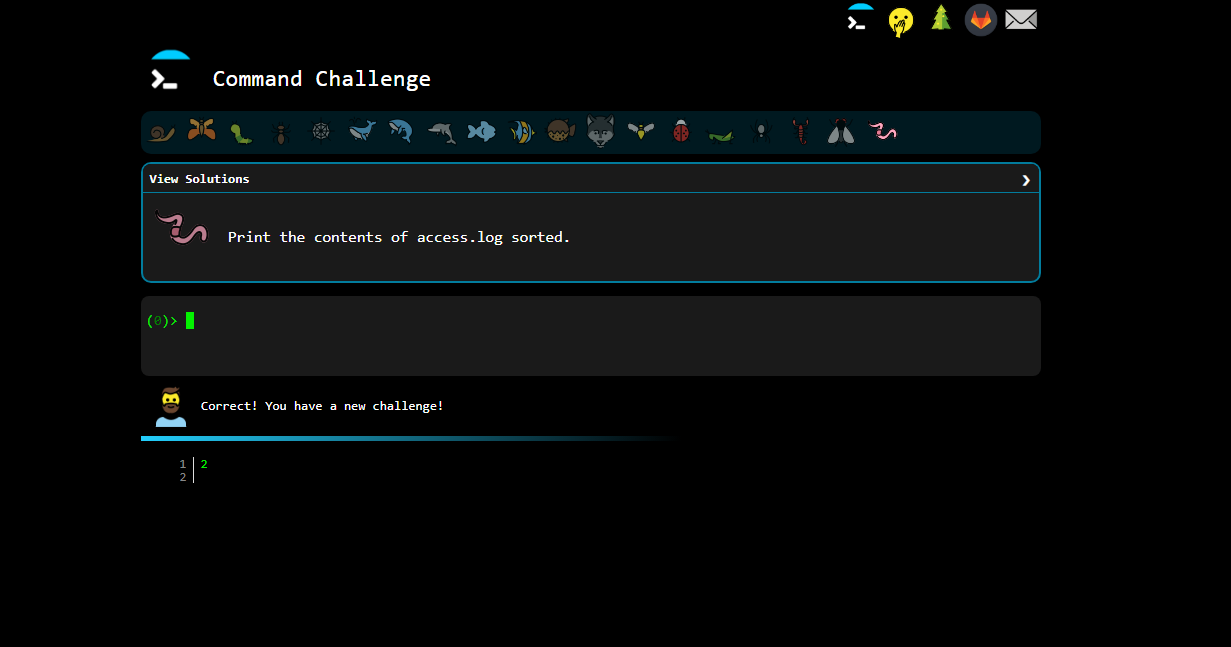 Command Challenge
View Solutions
Print the contents of access.log sorted.
(0)>
Correct! You have a new challenge!
1 2
2